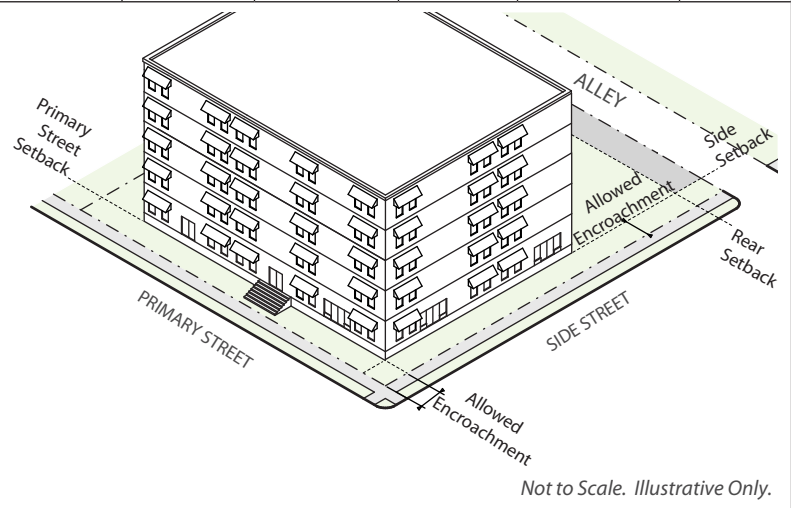 ALLEY
Primary
Street
Setback
Side
Setback
Allowed
Encroachment
Rear
Setback
PRIMARY STREET
SIDE STREET
Allowed
Encroachment
Not to Scale. Illustrative Only.